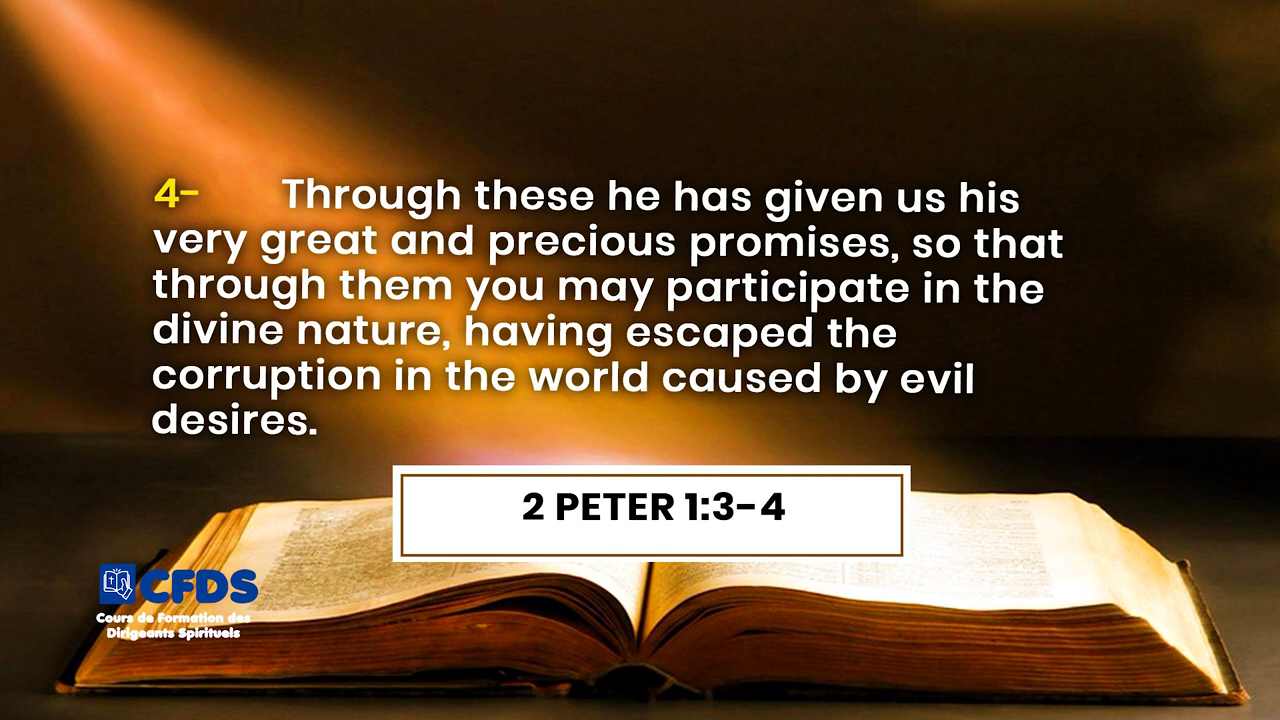 4- Through these he has given us his
very great and precious promises, so that
through them you may participate in the
divine nature, having escaped the
corruption in the world caused by evil
desires.
2 PETER 1:3-4
CFDS
Cours de Formation des
Dirigeants Spirituels